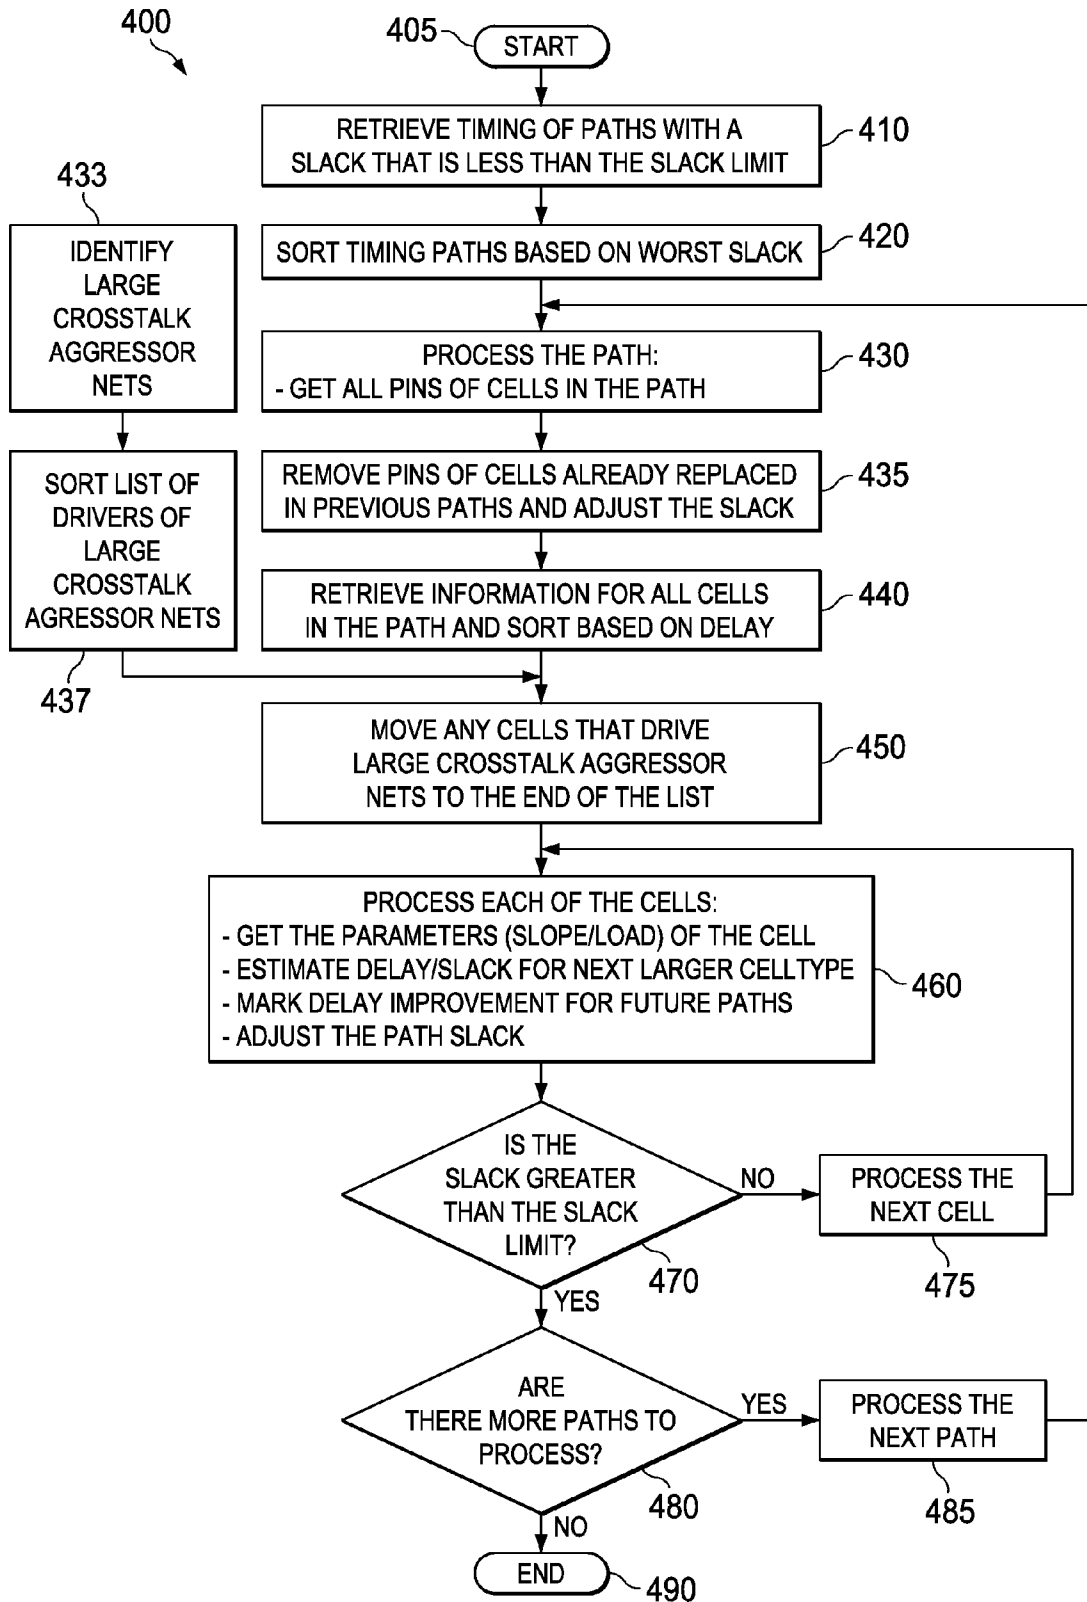 400
405
START
RETRIEVE TIMING OF PATHS WITH A
SLACK THAT IS LESS THAN THE SLACK LIMIT
410
433
IDENTIFY
LARGE
CROSSTALK
AGGRESSOR
NETS
SORT TIMING PATHS BASED ON WORST SLACK
420
PROCESS THE PATH:
- GET ALL PINS OF CELLS IN THE PATH
430
SORT LIST OF
DRIVERS OF
LARGE
CROSSTALK
AGRESSOR NETS
437
REMOVE PINS OF CELLS ALREADY REPLACED
IN PREVIOUS PATHS AND ADJUST THE SLACK
435
RETRIEVE INFORMATION FOR ALL CELLS
IN THE PATH AND SORT BASED ON DELAY
440
MOVE ANY CELLS THAT DRIVE
LARGE CROSSTALK AGGRESSOR
NETS TO THE END OF THE LIST
450
PROCESS EACH OF THE CELLS:
- GET THE PARAMETERS (SLOPE/LOAD) OF THE CELL
- ESTIMATE DELAY/SLACK FOR NEXT LARGER CELLTYPE
- MARK DELAY IMPROVEMENT FOR FUTURE PATHS
- ADJUST THE PATH SLACK
460
IS THE
SLACK GREATER
THAN THE SLACK
LIMIT?
470
NO
PROCESS THE
NEXT CELL
475
YES
ARE
THERE MORE PATHS TO
PROCESS?
480
YES
PROCESS THE
NEXT PATH
485
NO
END
490